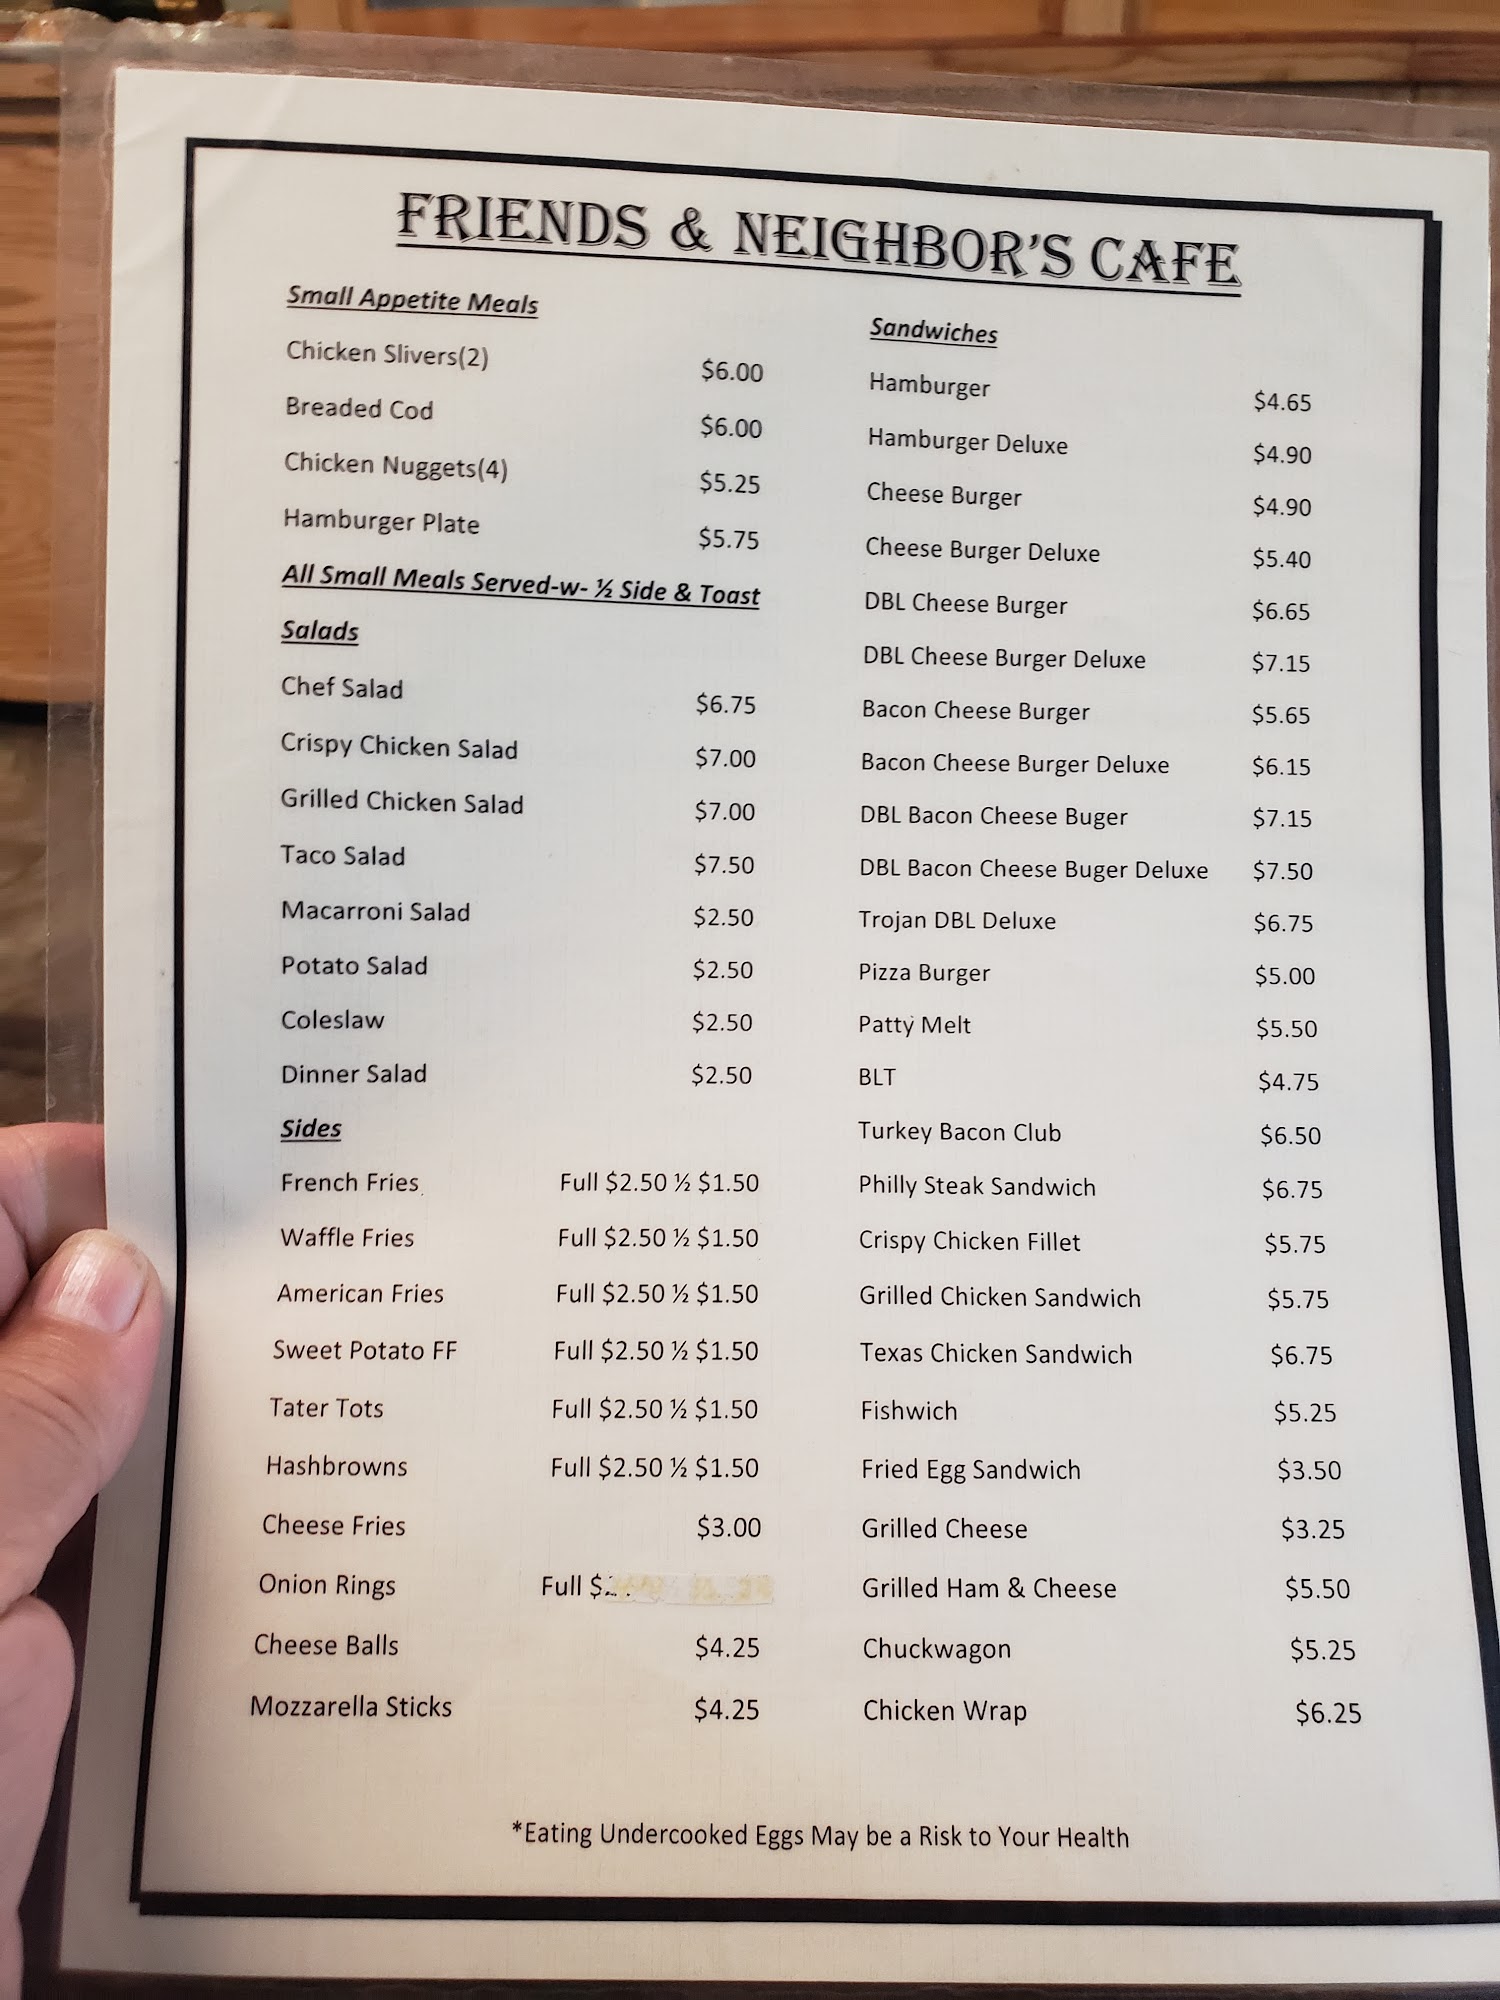 FRIENDS & NEIGHBOR'S CAFE
Small Appetite Meals
Chicken Slivers(2) $6.00
Breaded Cod $6.00
Chicken Nuggets(4) $5.25
Hamburger Plate $5.75
All Small Meals Served-w- ½ Side & Toast
Salads
Chef Salad $6.75
Crispy Chicken Salad $7.00
Grilled Chicken Salad $7.00
Taco Salad $7.50
Macarroni Salad $2.50
Potato Salad $2.50
Coleslaw $2.50
Dinner Salad $2.50
Sides
French Fries Full $2.50 ½ $1.50
Waffle Fries Full $2.50 ½ $1.50
American Fries Full $2.50 ½ $1.50
Sweet Potato FF Full $2.50 ½ $1.50
Tater Tots Full $2.50 ½ $1.50
Hashbrowns Full $2.50 ½ $1.50
Cheese Fries $3.00
Onion Rings Full
Cheese Balls $4.25
Mozzarella Sticks $4.25
Sandwiches
Hamburger $4.65
Hamburger Deluxe $4.90
Cheese Burger $4.90
Cheese Burger Deluxe $5.40
DBL Cheese Burger $6.65
DBL Cheese Burger Deluxe $7.15
Bacon Cheese Burger $5.65
Bacon Cheese Burger Deluxe $6.15
DBL Bacon Cheese Buger $7.15
DBL Bacon Cheese Buger Deluxe $7.50
Trojan DBL Deluxe $6.75
Pizza Burger $5.00
Patty Melt $5.50
BLT $4.75
Turkey Bacon Club $6.50
Philly Steak Sandwich $6.75
Crispy Chicken Fillet $5.75
Grilled Chicken Sandwich $5.75
Texas Chicken Sandwich $6.75
Fishwich $5.25
Fried Egg Sandwich $3.50
Grilled Cheese $3.25
Grilled Ham & Cheese $5.50
Chuckwagon $5.25
Chicken Wrap $6.25
*Eating Undercooked Eggs May be a Risk to Your Health